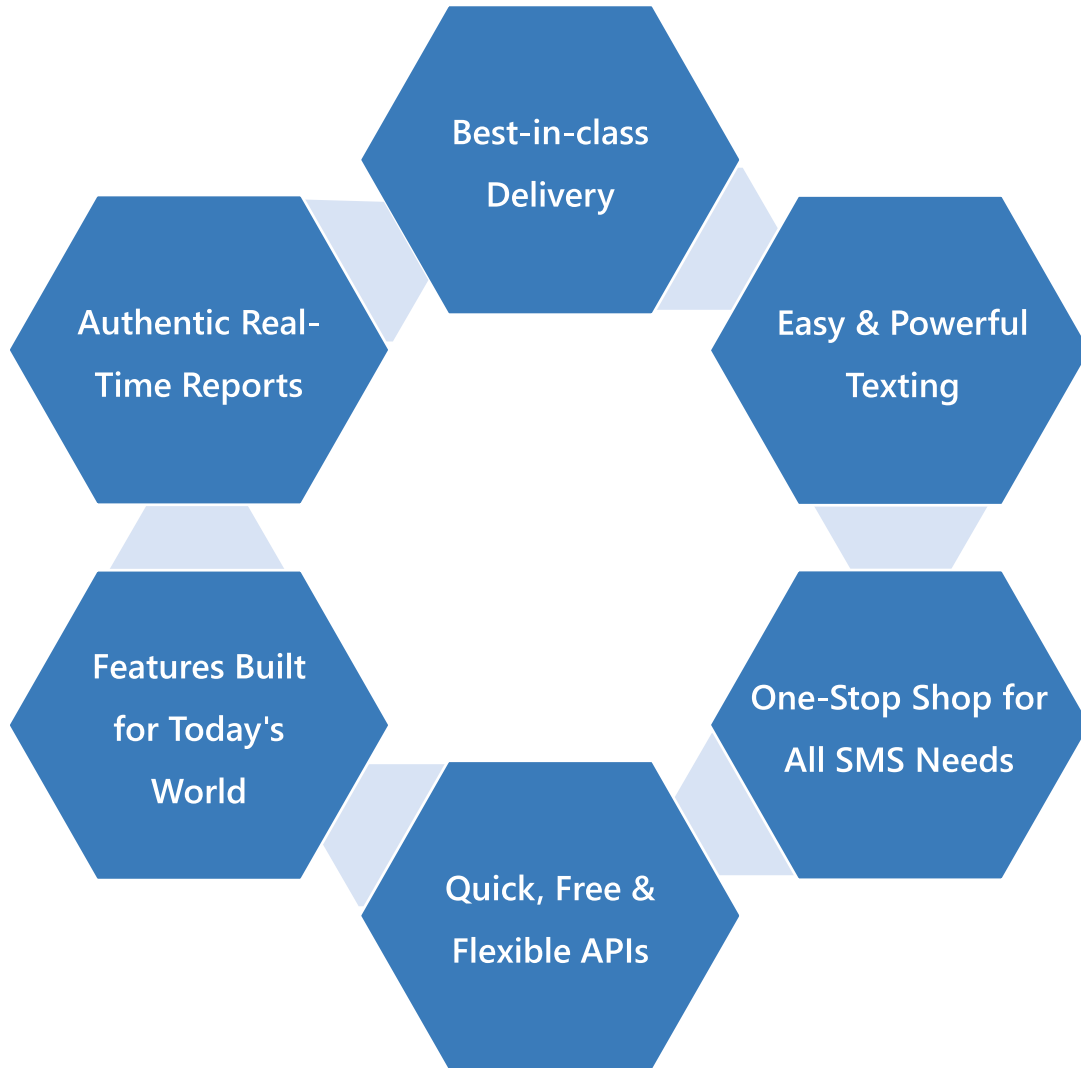 Best-in-class
Delivery
Easy & Powerful
Texting
One-Stop Shop for
All SMS Needs
Quick, Free &
Flexible APIs
Features Built
for Today's
World
Authentic Real-
Time Reports